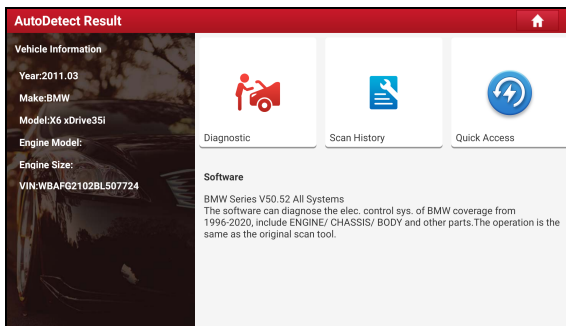 AutoDetect Result
Vehicle Information
Year:2011.03
Make:BMW
Model:X6 xDrive35i
Engine Model:
Engine Size:
VIN:WBAFG2102BL507724
Diagnostic
Scan History
Quick Access
Software
BMW Series V50.52 All Systems
The software can diagnose the elec. control sys. of BMW coverage from
1996-2020, include ENGINE/ CHASSIS/ BODY and other parts.The operation is the
same as the original scan tool.